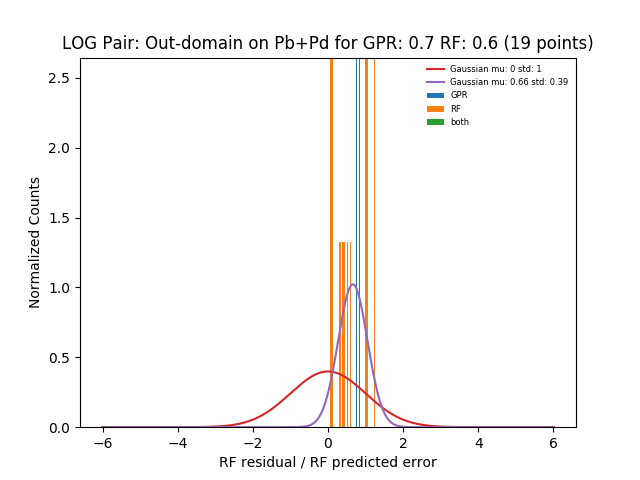 LOG Pair: Out-domain on Pb+Pd for GPR: 0.7 RF: 0.6 (19 points)
Gaussian mu: 0 std: 1
Gaussian mu: 0.66 std: 0.39
GPR
RF
both
Normalized Counts
2.5
2.0
1.5
1.0
0.5
0.0
−6
−4
−2
0
2
4
6
RF residual / RF predicted error